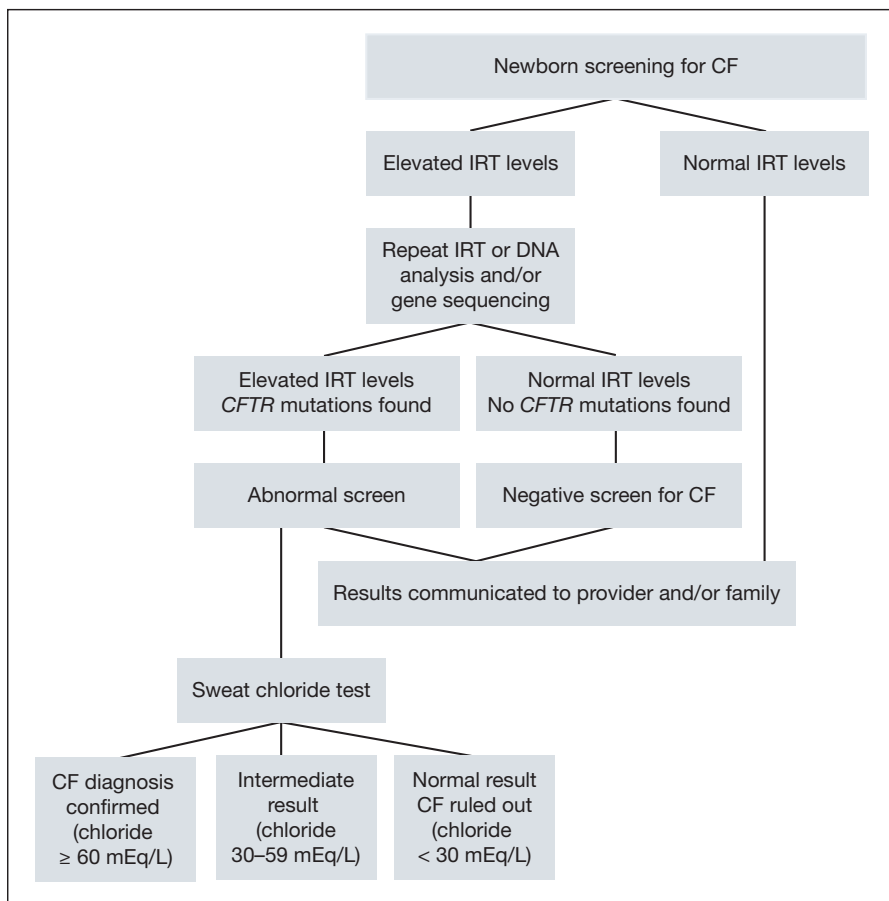 Newborn screening for CF
Elevated IRT levels
Normal IRT levels
Repeat IRT or DNA
analysis and/or
gene sequencing
Elevated IRT levels
CFTR mutations found
Normal IRT levels
No CFTR mutations found
Abnormal screen
Negative screen for CF
Results communicated to provider and/or family
Sweat chloride test
CF diagnosis
confirmed
(chloride
≥ 60 mEq/L)
Intermediate
result
(chloride
30–59 mEq/L)
Normal result
CF ruled out
(chloride
< 30 mEq/L)